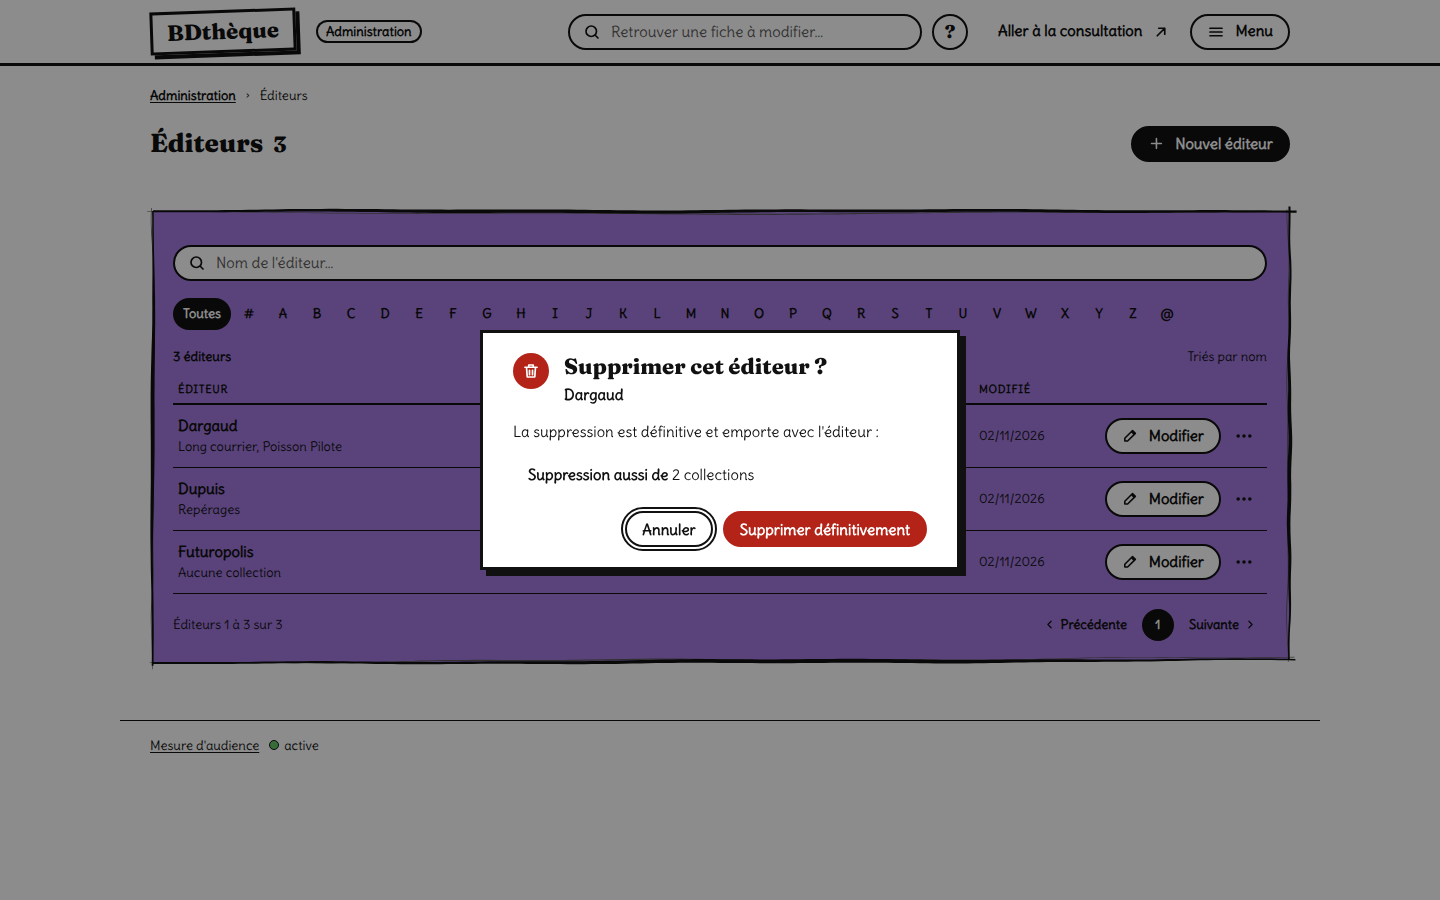 BDthèque
Administration
Retrouver une fiche à modifier...
?
Aller à la consultation
Menu
Administration › Éditeurs
Éditeurs 3
Nouvel éditeur
Nom de l'éditeur...
Toutes # A B C D E F G H I J K L M N O P Q R S T U V W X Y Z @
3 éditeurs
Triés par nom
ÉDITEUR
MODIFIÉ
Dargaud
Long courrier, Poisson Pilote
02/11/2026
Modifier
Dupuis
Repérages
02/11/2026
Modifier
Futuropolis
Aucune collection
02/11/2026
Modifier
Supprimer cet éditeur ?
Dargaud
La suppression est définitive et emporte avec l'éditeur :
Suppression aussi de 2 collections
Annuler
Supprimer définitivement
Éditeurs 1 à 3 sur 3
Précédente 1 Suivante
Mesure d'audience active